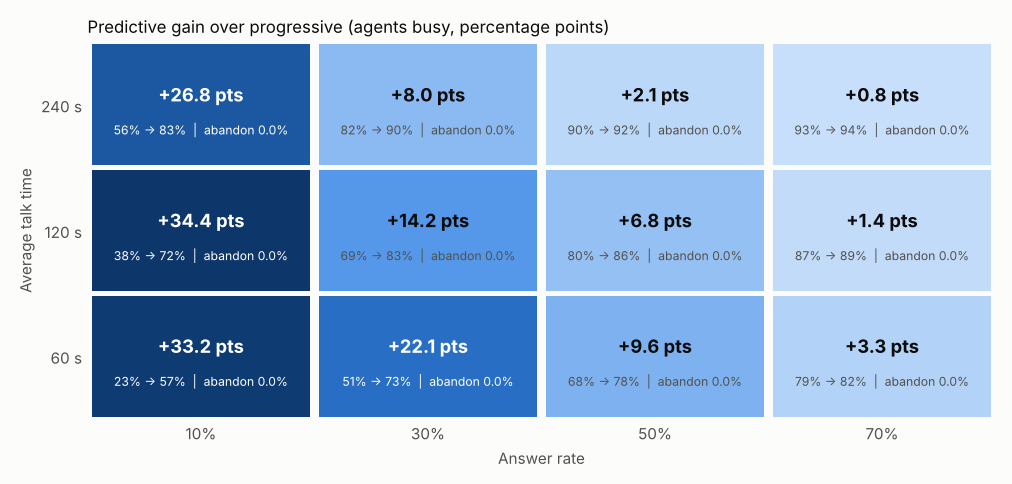 Predictive gain over progressive (agents busy, percentage points)
Average talk time
240 s
+26.8 pts
56% → 83% | abandon 0.0%
+8.0 pts
82% → 90% | abandon 0.0%
+2.1 pts
90% → 92% | abandon 0.0%
+0.8 pts
93% → 94% | abandon 0.0%
120 s
+34.4 pts
38% → 72% | abandon 0.0%
+14.2 pts
69% → 83% | abandon 0.0%
+6.8 pts
80% → 86% | abandon 0.0%
+1.4 pts
87% → 89% | abandon 0.0%
60 s
+33.2 pts
23% → 57% | abandon 0.0%
+22.1 pts
51% → 73% | abandon 0.0%
+9.6 pts
68% → 78% | abandon 0.0%
+3.3 pts
79% → 82% | abandon 0.0%
10%
30%
50%
70%
Answer rate